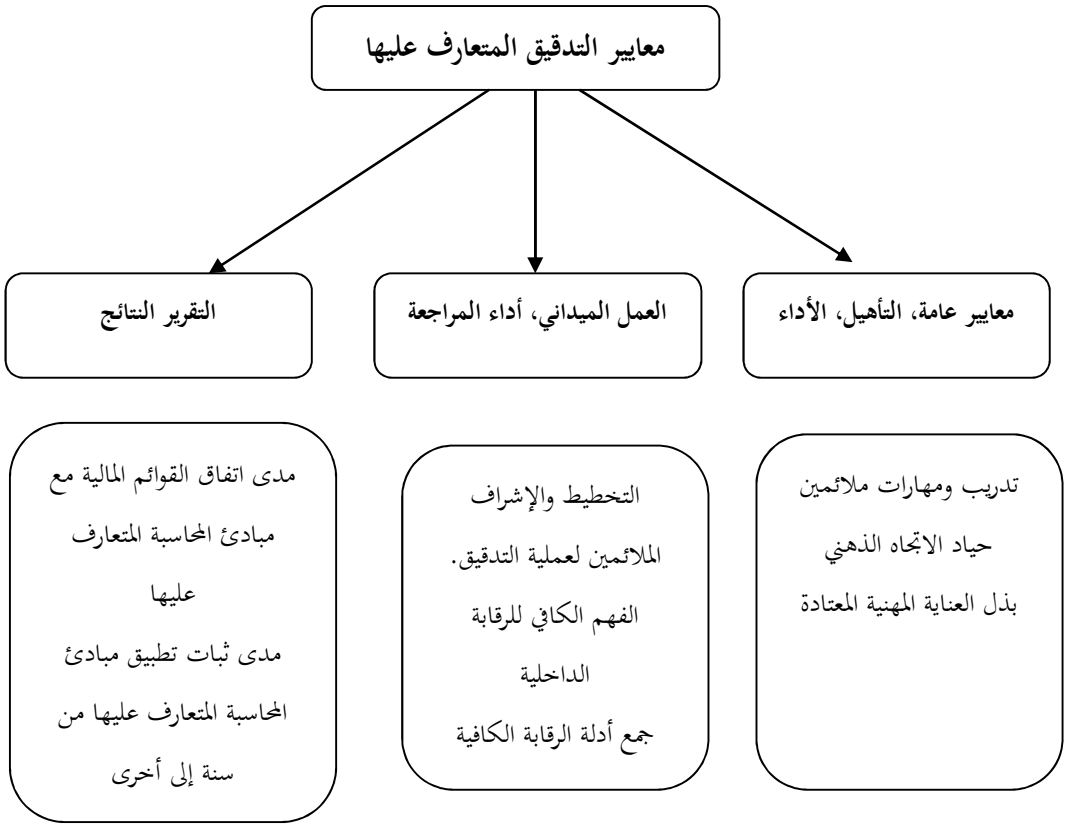 معايير التدقيق المتعارف عليها
معايير عامة، التأهيل، الأداء
العمل الميداني، أداء المراجعة
التقرير النتائج
تدريب ومهارات ملائمين
حياد الاتجاه الذهني
بذل العناية المهنية المعتادة
التخطيط والإشراف
الملائمين لعملية التدقيق.
الفهم الكافي للرقابة
الداخلية
جمع أدلة الرقابة الكافية
مدى اتفاق القوائم المالية مع
مبادئ المحاسبة المتعارف
عليها
مدى ثبات تطبيق مبادئ
المحاسبة المتعارف عليها من
سنة إلى أخرى